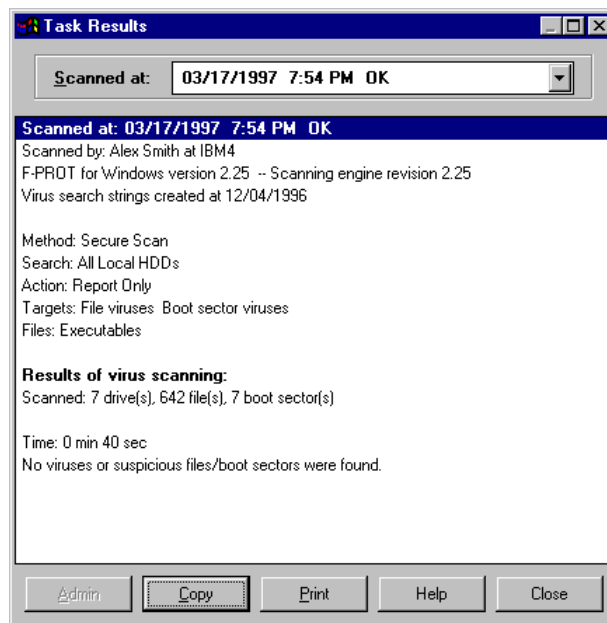 Task Results
Scanned at: 03/17/1997 7:54 PM OK
Scanned at: 03/17/1997 7:54 PM OK
Scanned by: Alex Smith at IBM4
F-PROT for Windows version 2.25 -- Scanning engine revision 2.25
Virus search strings created at 12/04/1996
Method: Secure Scan
Search: All Local HDDs
Action: Report Only
Targets: File viruses Boot sector viruses
Files: Executables
Results of virus scanning:
Scanned: 7 drive(s), 642 file(s), 7 boot sector(s)
Time: 0 min 40 sec
No viruses or suspicious files/boot sectors were found.
Admin Copy Print Help Close